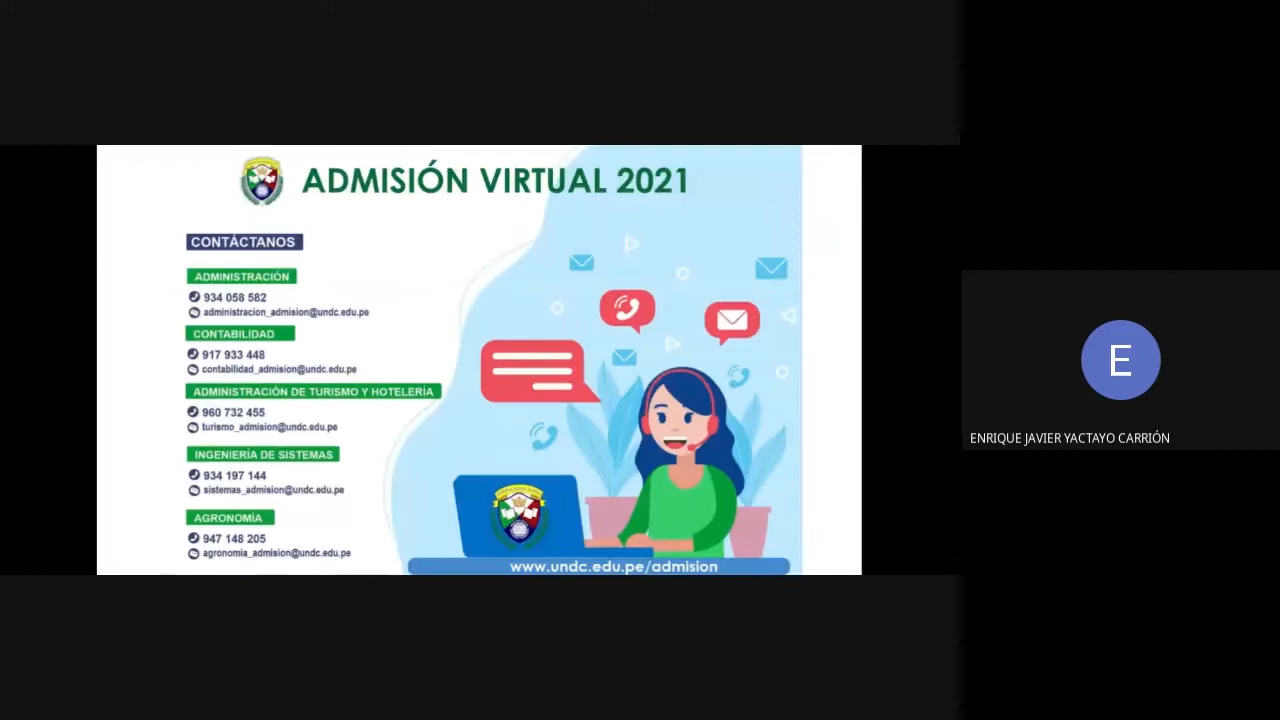 ADMISIÓN VIRTUAL 2021
CONTÁCTANOS
ADMINISTRACIÓN
934 058 582
administracion_admision@undc.edu.pe
CONTABILIDAD
917 933 448
contabilidad_admision@undc.edu.pe
ADMINISTRACIÓN DE TURISMO Y HOTELERÍA
960 732 455
turismo_admision@undc.edu.pe
INGENIERÍA DE SISTEMAS
934 197 144
sistemas_admision@undc.edu.pe
AGRONOMÍA
947 148 205
agronomia_admision@undc.edu.pe
www.undc.edu.pe/admision
E
ENRIQUE JAVIER YACTAYO CARRIÓN